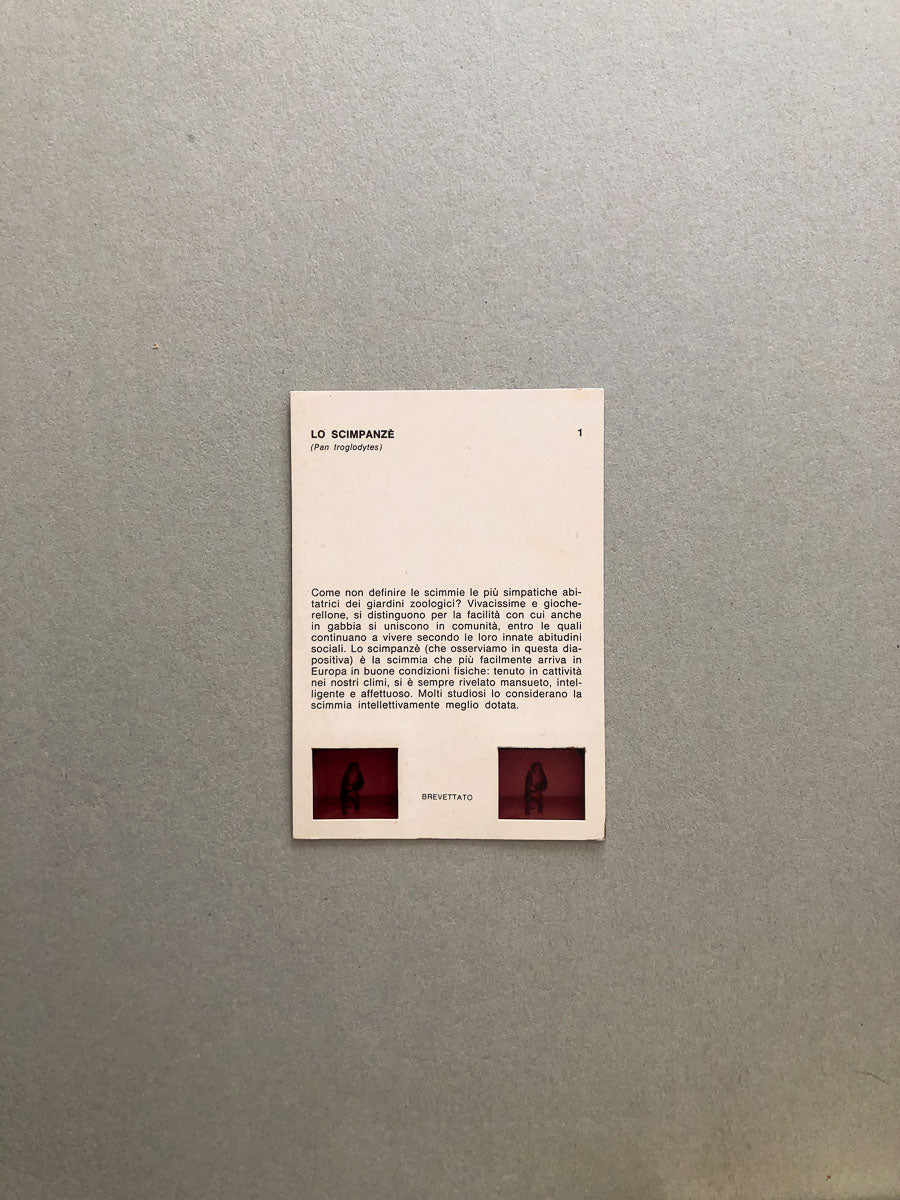 LO SCIMPANZÈ 1
(Pan troglodytes)
Come non definire le scimmie le più simpatiche abi-
tatrici dei giardini zoologici? Vivacissime e gioche-
rellone, si distinguono per la facilità con cui anche
in gabbia si uniscono in comunità, entro le quali
continuano a vivere secondo le loro innate abitudini
sociali. Lo scimpanzè (che osserviamo in questa dia-
positiva) è la scimmia che più facilmente arriva in
Europa in buone condizioni fisiche: tenuto in cattività
nei nostri climi, si è sempre rivelato mansueto, intel-
ligente e affettuoso. Molti studiosi lo considerano la
scimmia intellettivamente meglio dotata.
BREVETTATO